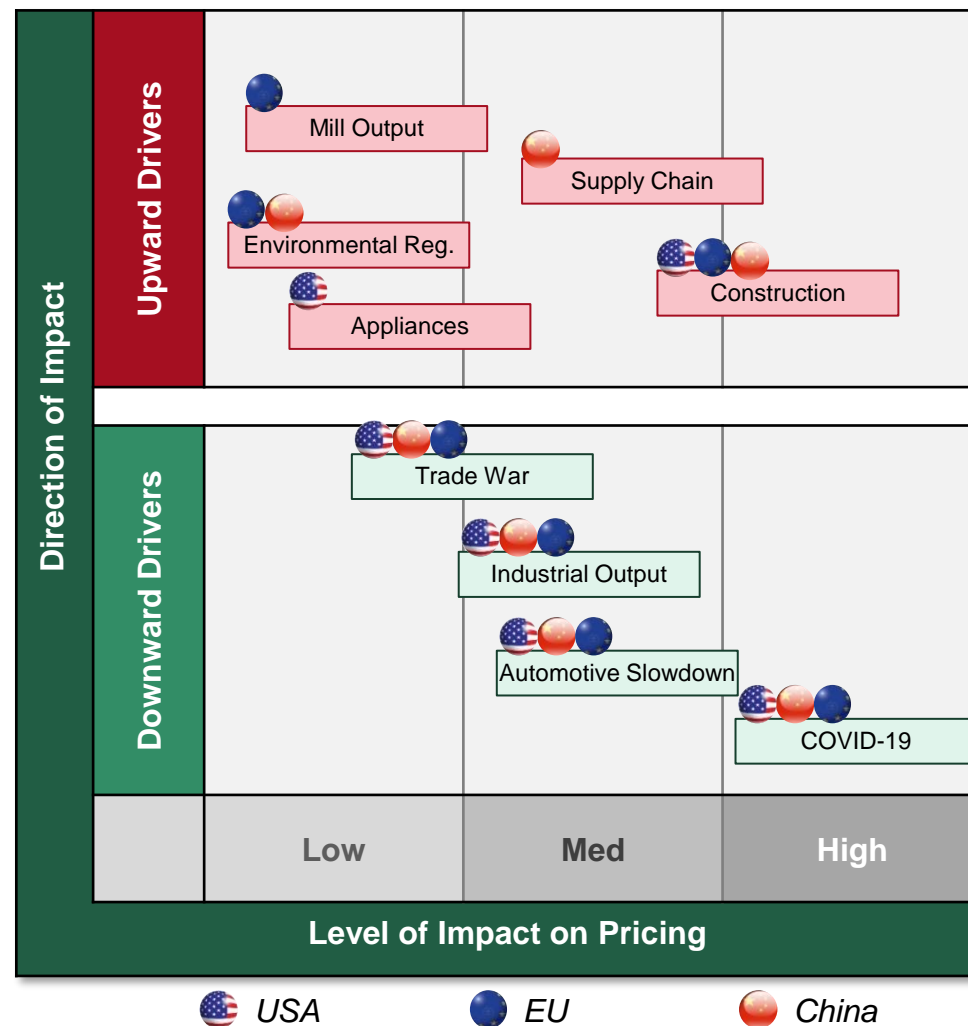 Direction of Impact
Upward Drivers
Mill Output
Supply Chain
Environmental Reg.
Construction
Appliances
Downward Drivers
Trade War
Industrial Output
Automotive Slowdown
COVID-19
Low
Med
High
Level of Impact on Pricing
USA
EU
China